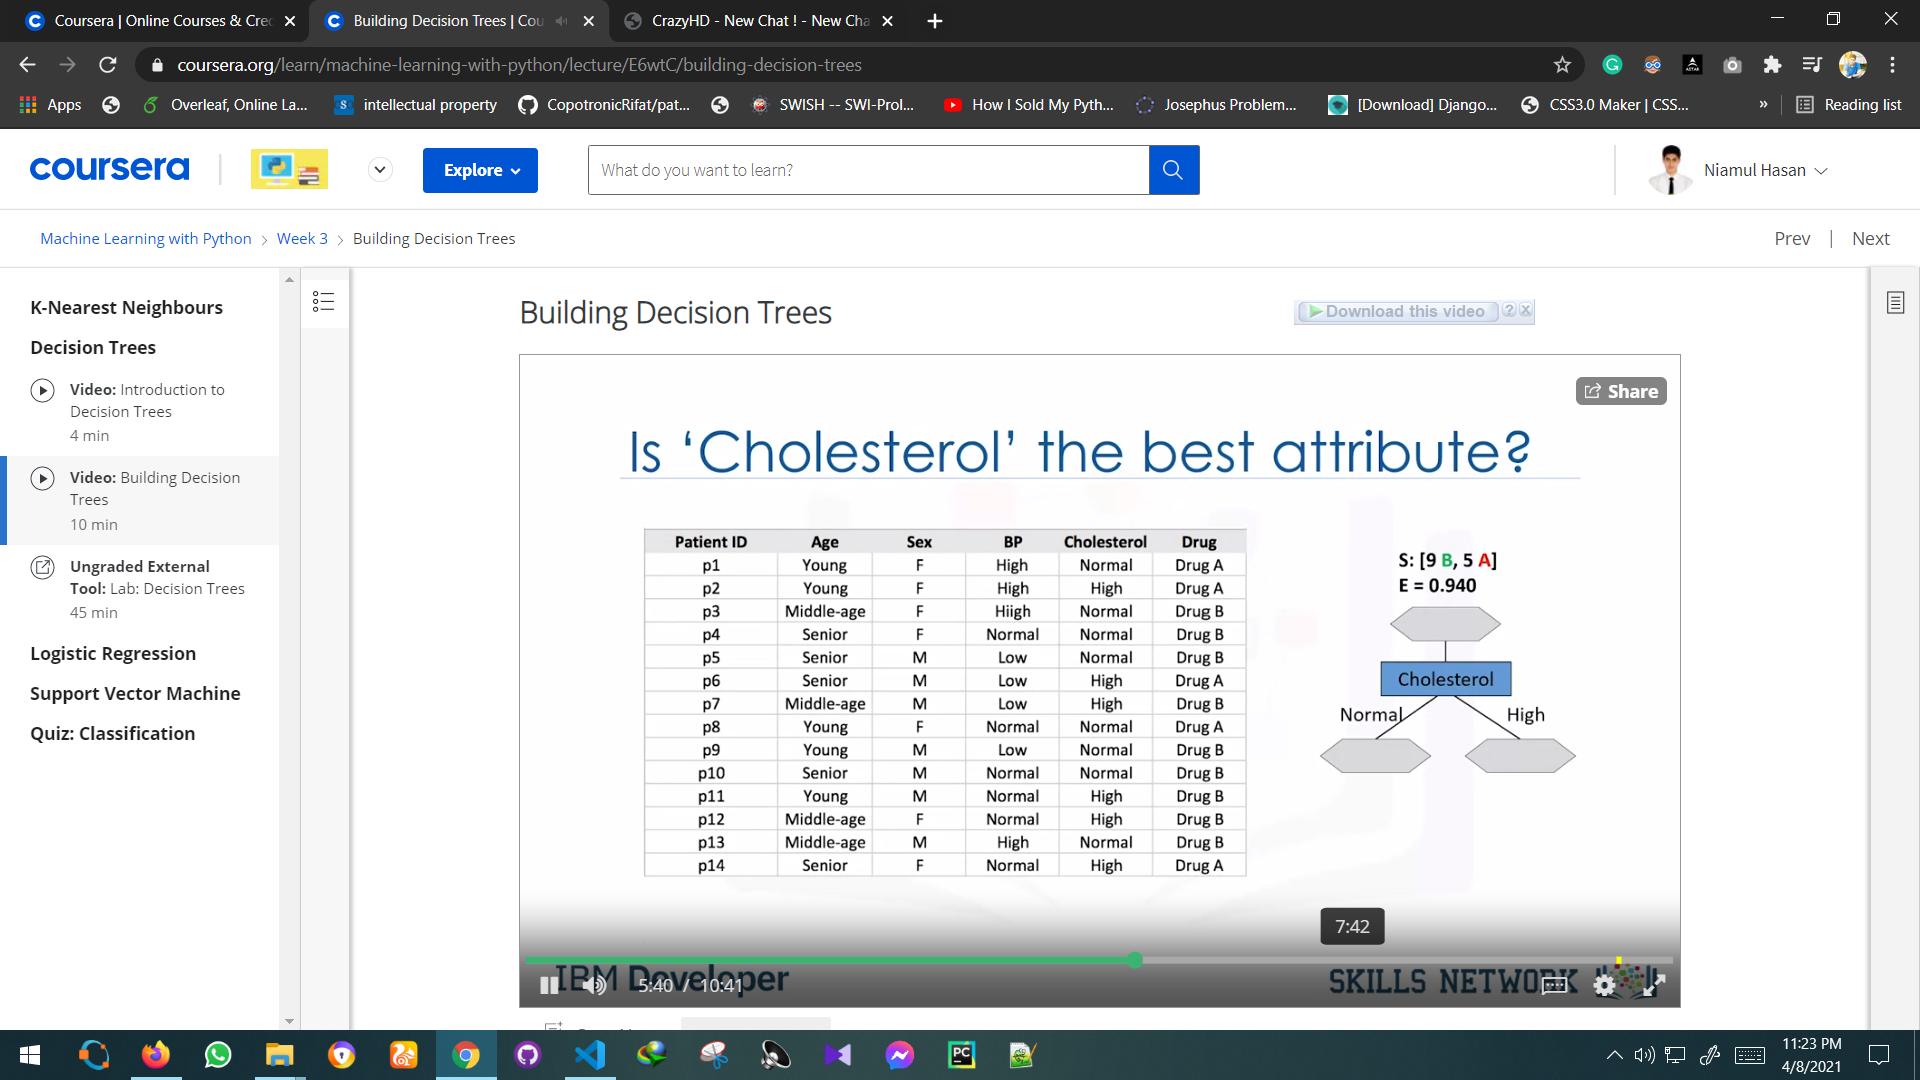 Coursera | Online Courses & Cre
Building Decision Trees | Cou
CrazyHD - New Chat ! - New Cha
coursera.org/learn/machine-learning-with-python/lecture/E6wtC/building-decision-trees
Apps
Overleaf, Online La...
intellectual property
CopotronicRifat/pat...
SWISH -- SWI-Prol...
How I Sold My Pyth...
Josephus Problem...
[Download] Django...
CSS3.0 Maker | CSS...
»
Reading list
coursera
Explore
What do you want to learn?
Niamul Hasan
Machine Learning with Python > Week 3 > Building Decision Trees
Prev | Next
K-Nearest Neighbours
Decision Trees
Video: Introduction to
Decision Trees
4 min
Video: Building Decision
Trees
10 min
Ungraded External
Tool: Lab: Decision Trees
45 min
Logistic Regression
Support Vector Machine
Quiz: Classification
Building Decision Trees
Download this video ? x
Share
Is ‘Cholesterol’ the best attribute?
Patient ID Age Sex BP Cholesterol Drug
p1 Young F High Normal Drug A
p2 Young F High High Drug A
p3 Middle-age F Hiigh Normal Drug B
p4 Senior F Normal Normal Drug B
p5 Senior M Low Normal Drug B
p6 Senior M Low High Drug A
p7 Middle-age M Low High Drug B
p8 Young F Normal Normal Drug A
p9 Young M Low Normal Drug B
p10 Senior M Normal Normal Drug B
p11 Young M Normal High Drug B
p12 Middle-age F Normal High Drug B
p13 Middle-age M High Normal Drug B
p14 Senior F Normal High Drug A
S: [9 B, 5 A]
E = 0.940
Cholesterol
Normal
High
7:42
IBM Developer
SKILLS NETWORK
5:40 / 10:41
PC
11:23 PM
4/8/2021